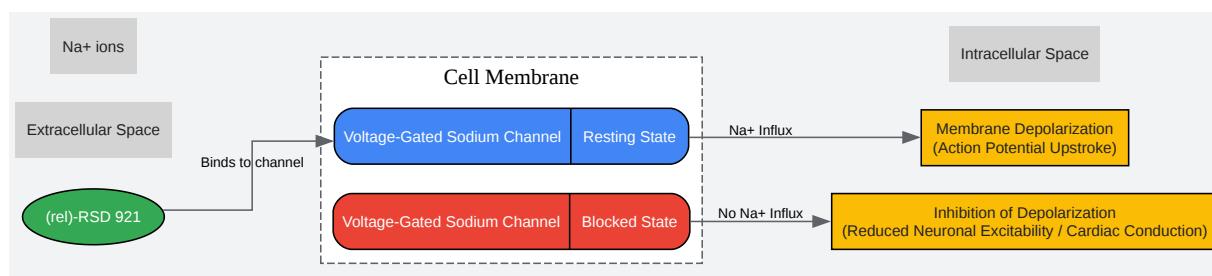 Na+ ions
Extracellular Space
(rel)-RSD 921
Binds to channel
Cell Membrane
Voltage-Gated Sodium Channel
Resting State
Voltage-Gated Sodium Channel
Blocked State
Na+ Influx
No Na+ Influx
Intracellular Space
Membrane Depolarization
(Action Potential Upstroke)
Inhibition of Depolarization
(Reduced Neuronal Excitability / Cardiac Conduction)